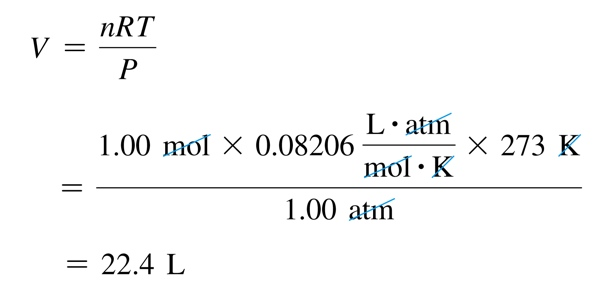 V = nRT / P
= 1.00 mol × 0.08206 L · atm / mol · K × 273 K / 1.00 atm
= 22.4 L